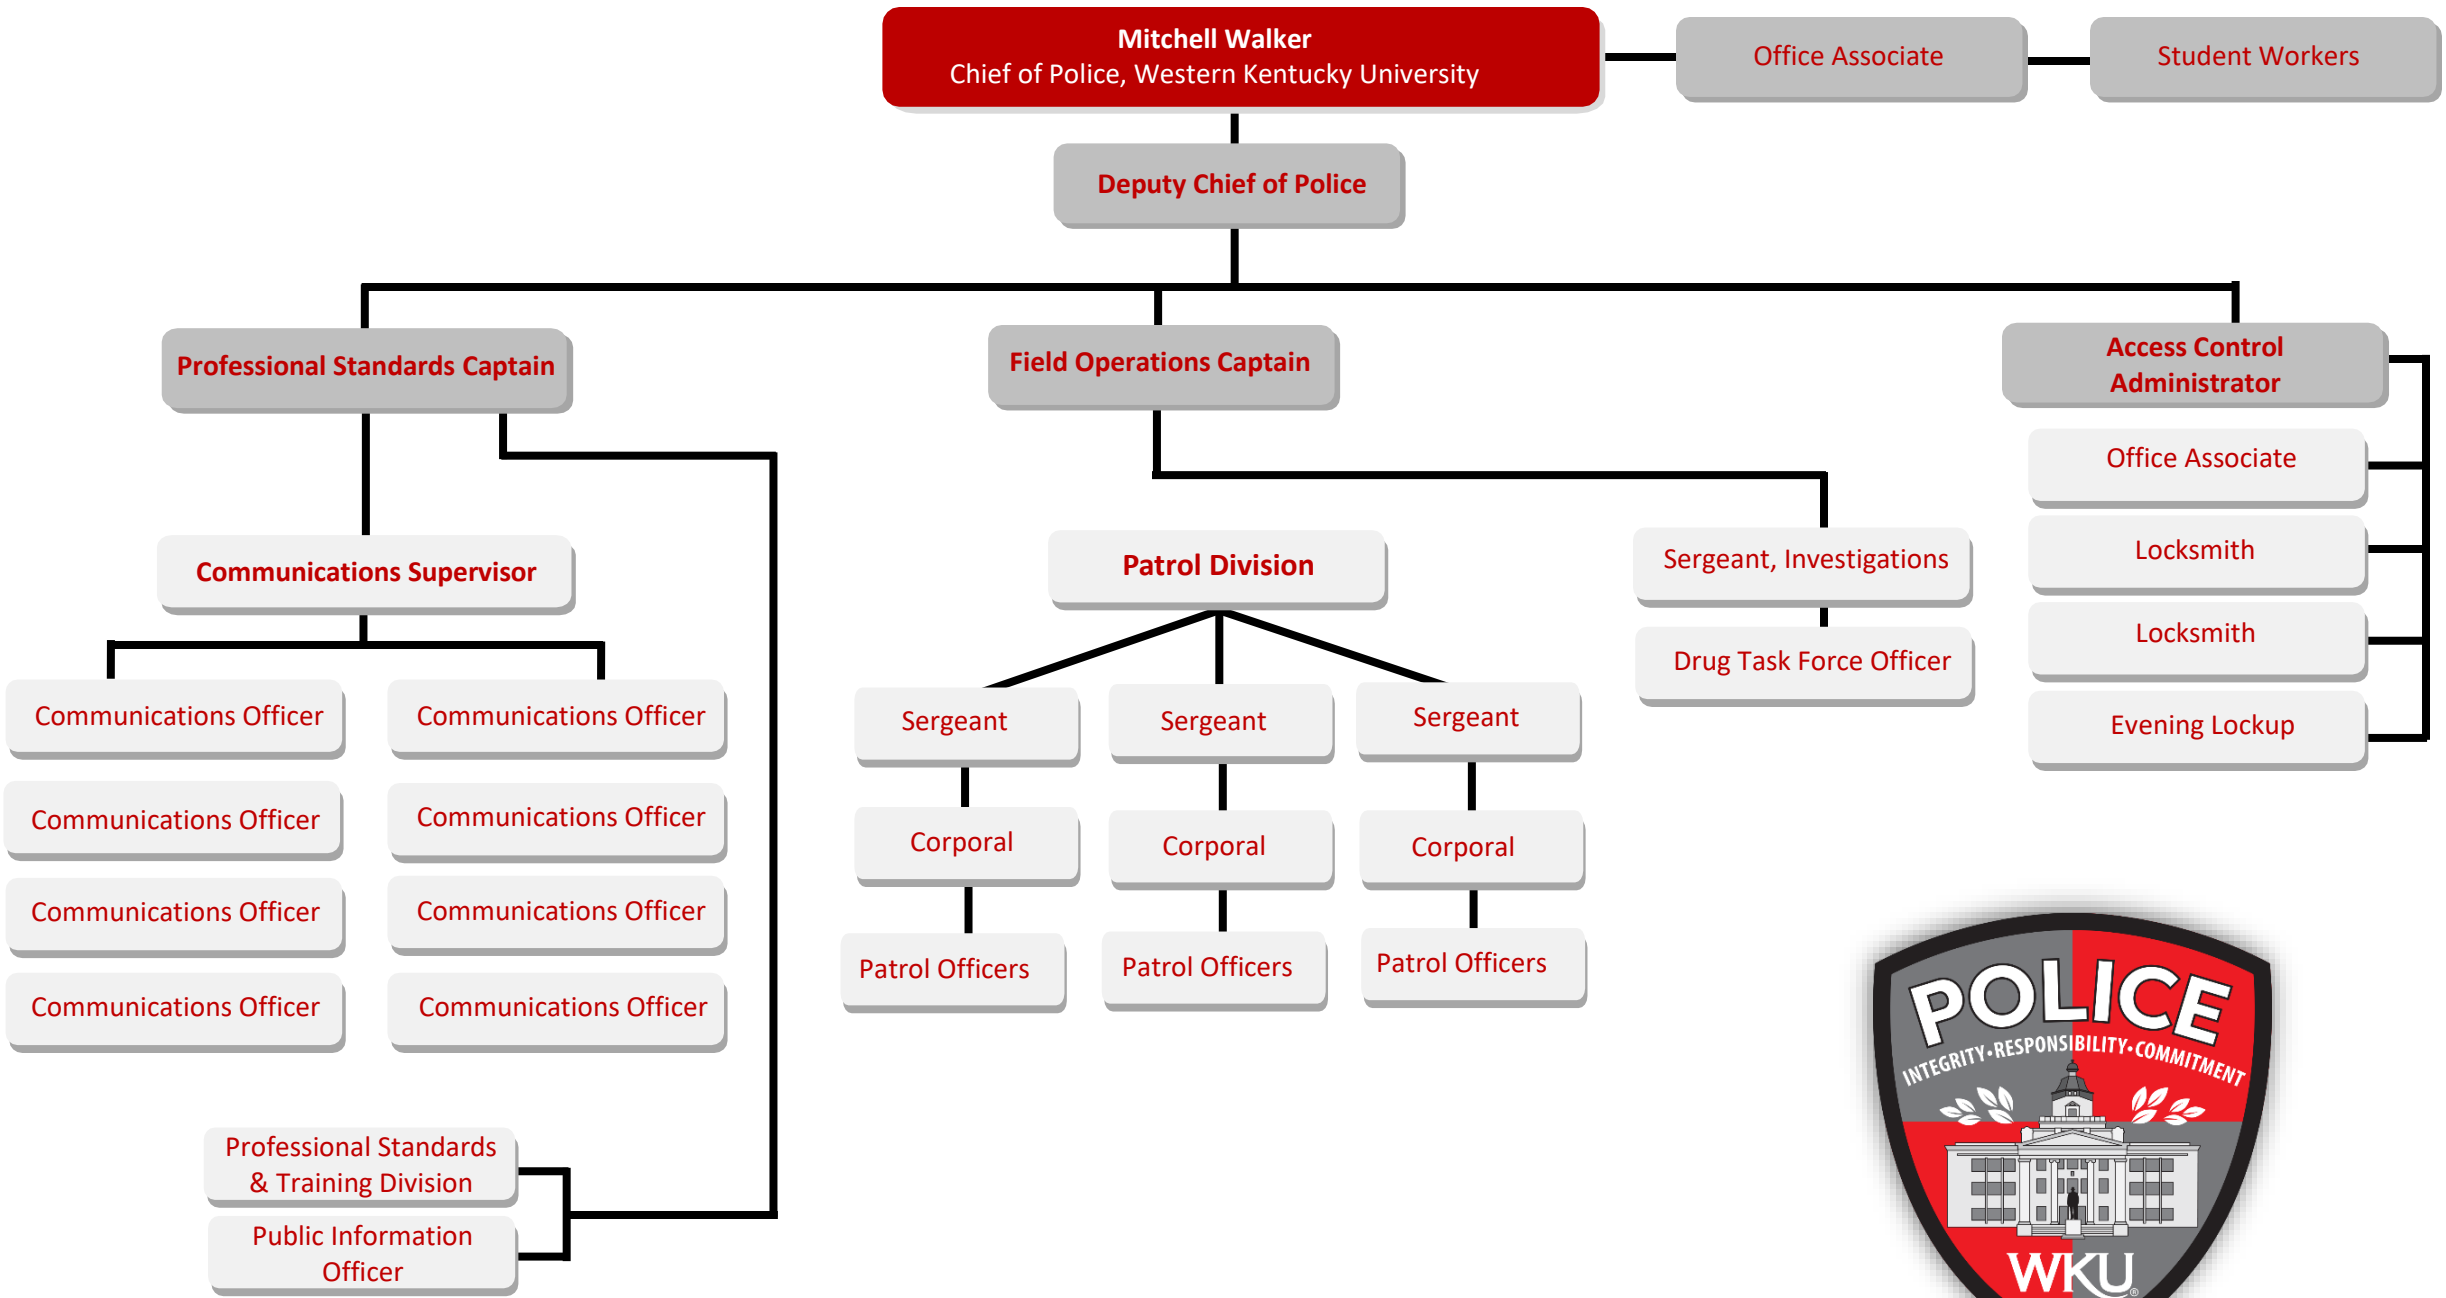 Mitchell Walker
Chief of Police, Western Kentucky University
Office Associate
Student Workers
Deputy Chief of Police
Professional Standards Captain
Field Operations Captain
Access Control
Administrator
Office Associate
Locksmith
Locksmith
Evening Lockup
Communications Supervisor
Communications Officer
Communications Officer
Communications Officer
Communications Officer
Communications Officer
Communications Officer
Communications Officer
Communications Officer
Professional Standards
& Training Division
Public Information
Officer
Patrol Division
Sergeant
Sergeant
Sergeant
Corporal
Corporal
Corporal
Patrol Officers
Patrol Officers
Patrol Officers
Sergeant, Investigations
Drug Task Force Officer
POLICE
INTEGRITY•RESPONSIBILITY•COMMITMENT
WKU®